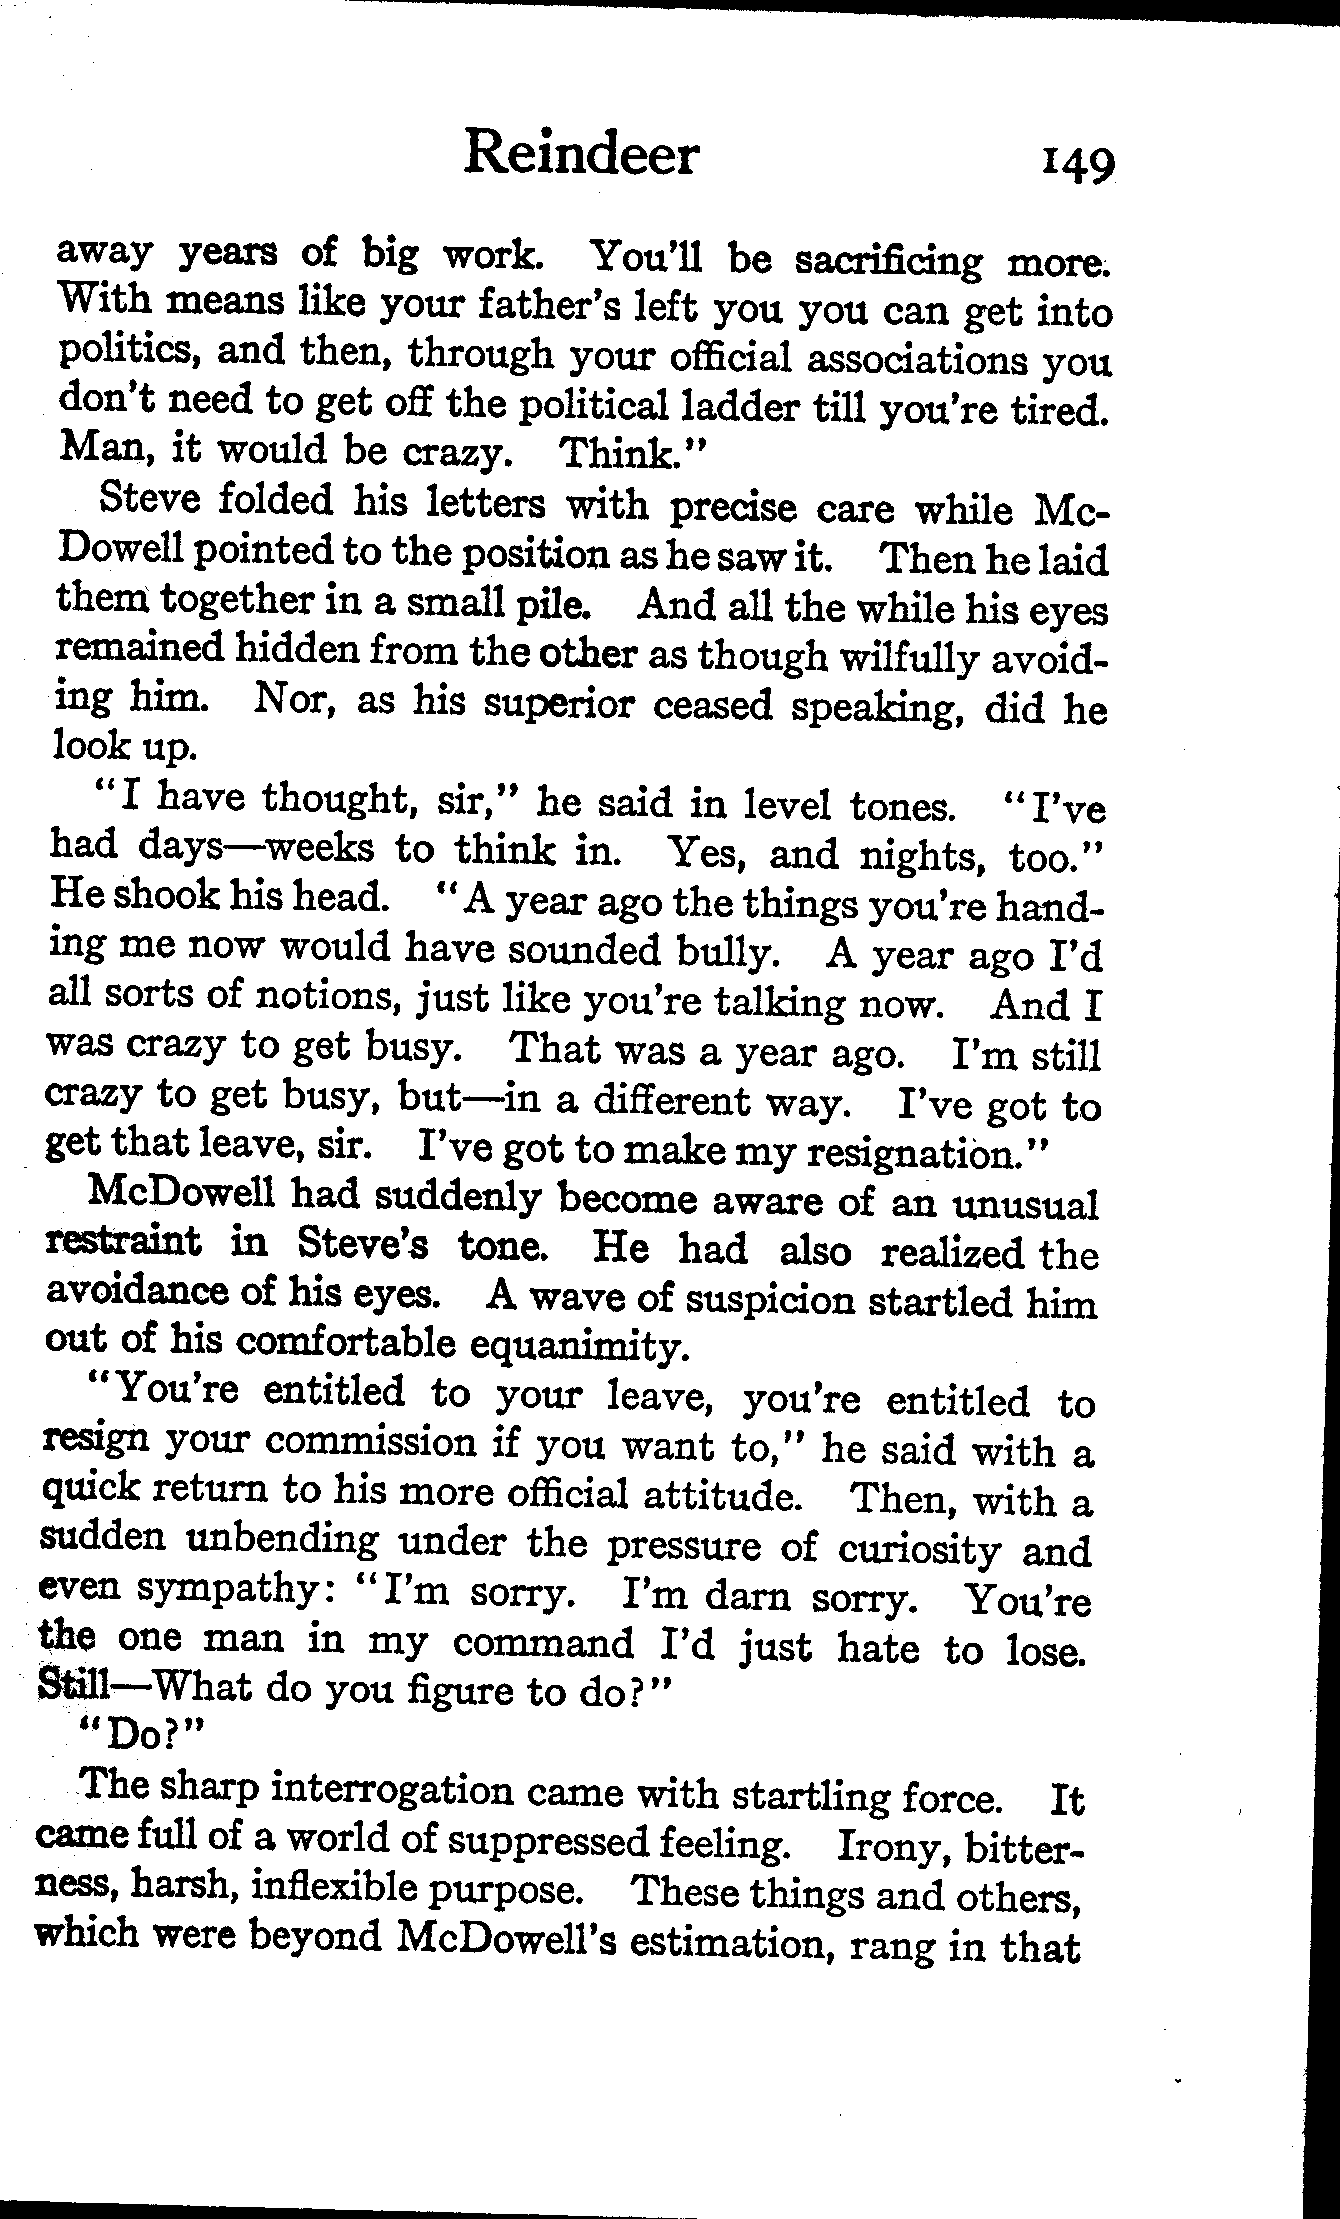 Reindeer 149
away years of big work. You'll be sacrificing more.
With means like your father's left you you can get into
politics, and then, through your official associations you
don't need to get off the political ladder till you're tired.
Man, it would be crazy. Think."
Steve folded his letters with precise care while Mc-
Dowell pointed to the position as he saw it. Then he laid
them together in a small pile. And all the while his eyes
remained hidden from the other as though wilfully avoid-
ing him. Nor, as his superior ceased speaking, did he
look up.
"I have thought, sir," he said in level tones. "I've
had days—weeks to think in. Yes, and nights, too."
He shook his head. "A year ago the things you're hand-
ing me now would have sounded bully. A year ago I'd
all sorts of notions, just like you're talking now. And I
was crazy to get busy. That was a year ago. I'm still
crazy to get busy, but—in a different way. I've got to
get that leave, sir. I've got to make my resignation."
McDowell had suddenly become aware of an unusual
restraint in Steve's tone. He had also realized the
avoidance of his eyes. A wave of suspicion startled him
out of his comfortable equanimity.
"You're entitled to your leave, you're entitled to
resign your commission if you want to," he said with a
quick return to his more official attitude. Then, with a
sudden unbending under the pressure of curiosity and
even sympathy: "I'm sorry. I'm darn sorry. You're
the one man in my command I'd just hate to lose.
Still—What do you figure to do?"
"Do?"
The sharp interrogation came with startling force. It
came full of a world of suppressed feeling. Irony, bitter-
ness, harsh, inflexible purpose. These things and others,
which were beyond McDowell's estimation, rang in that